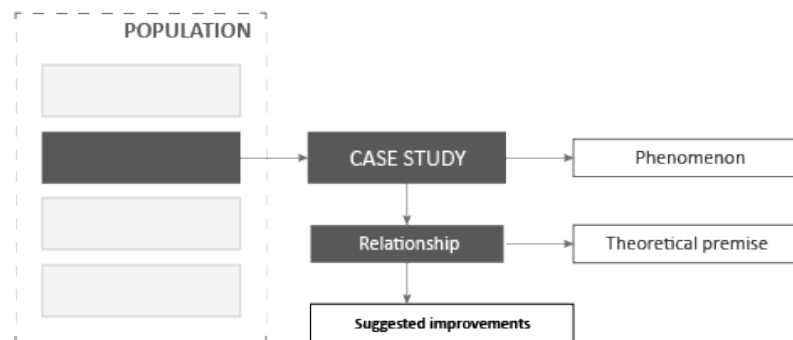 POPULATION
CASE STUDY
Phenomenon
Relationship
Theoretical premise
Suggested improvements